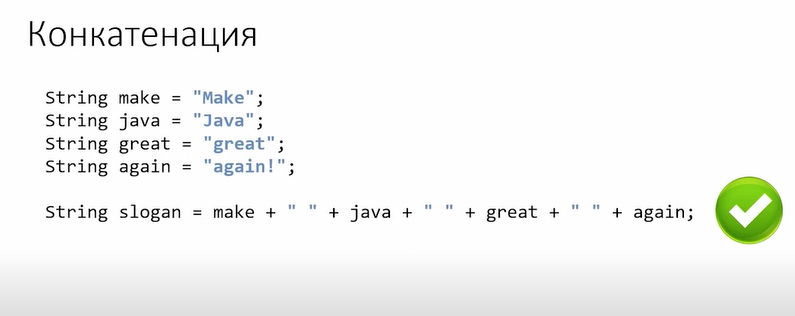 Конкатенация
String make = "Make";
String java = "Java";
String great = "great";
String again = "again!";
String slogan = make + " " + java + " " + great + " " + again;